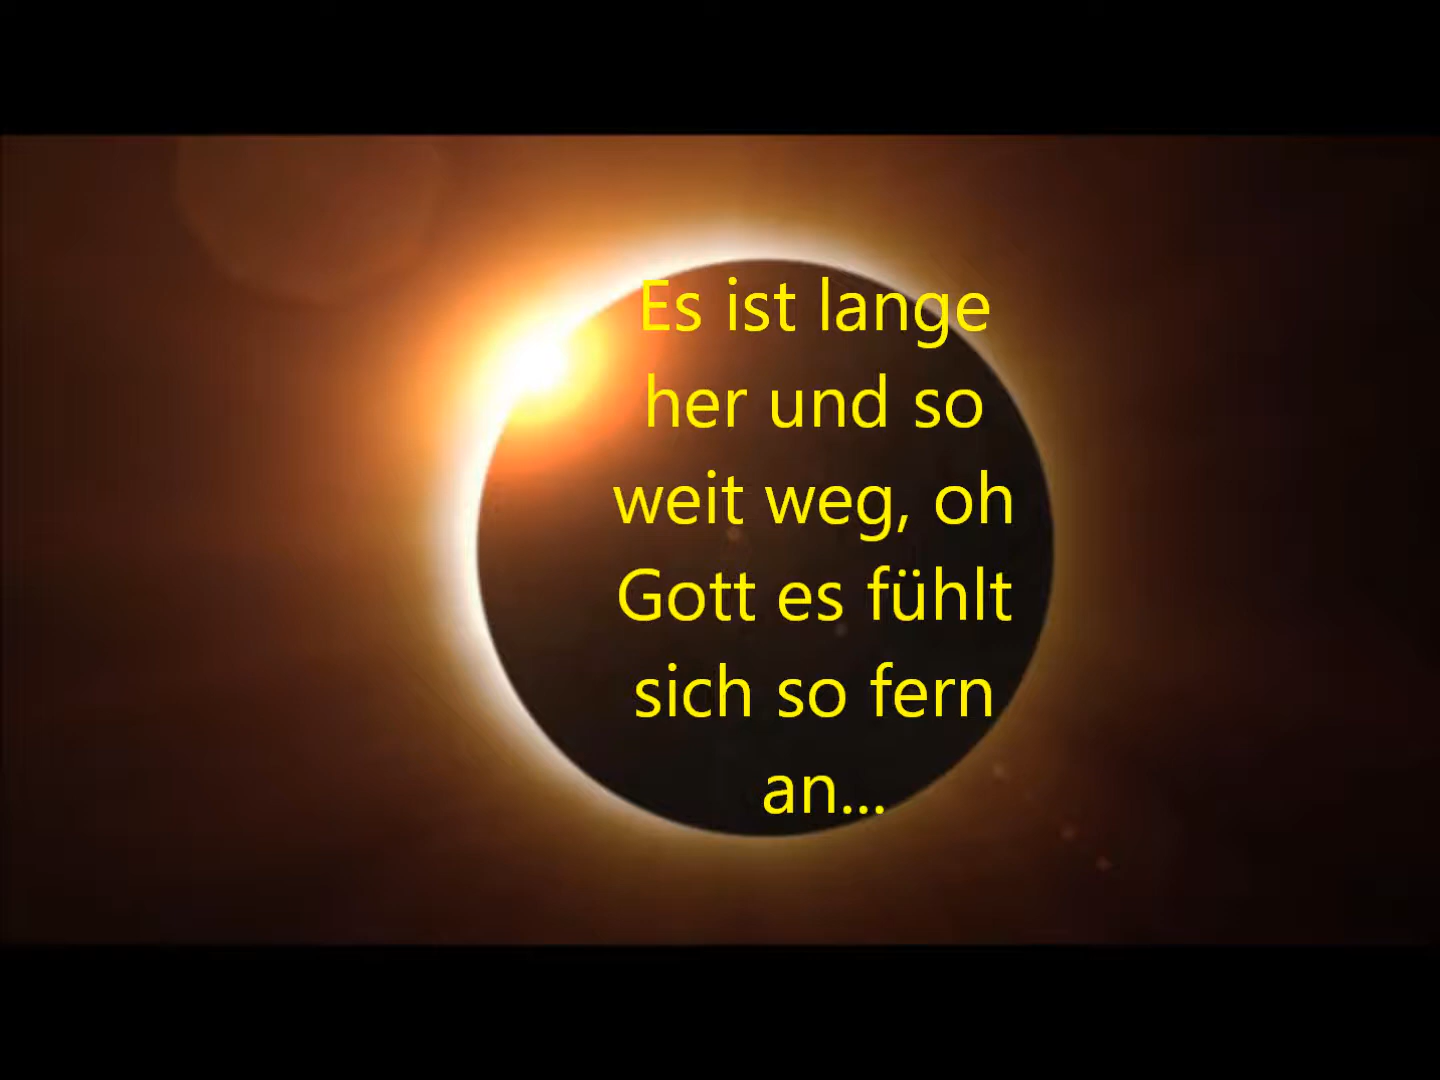 Es ist lange
her und so
weit weg, oh
Gott es fühlt
sich so fern
an...